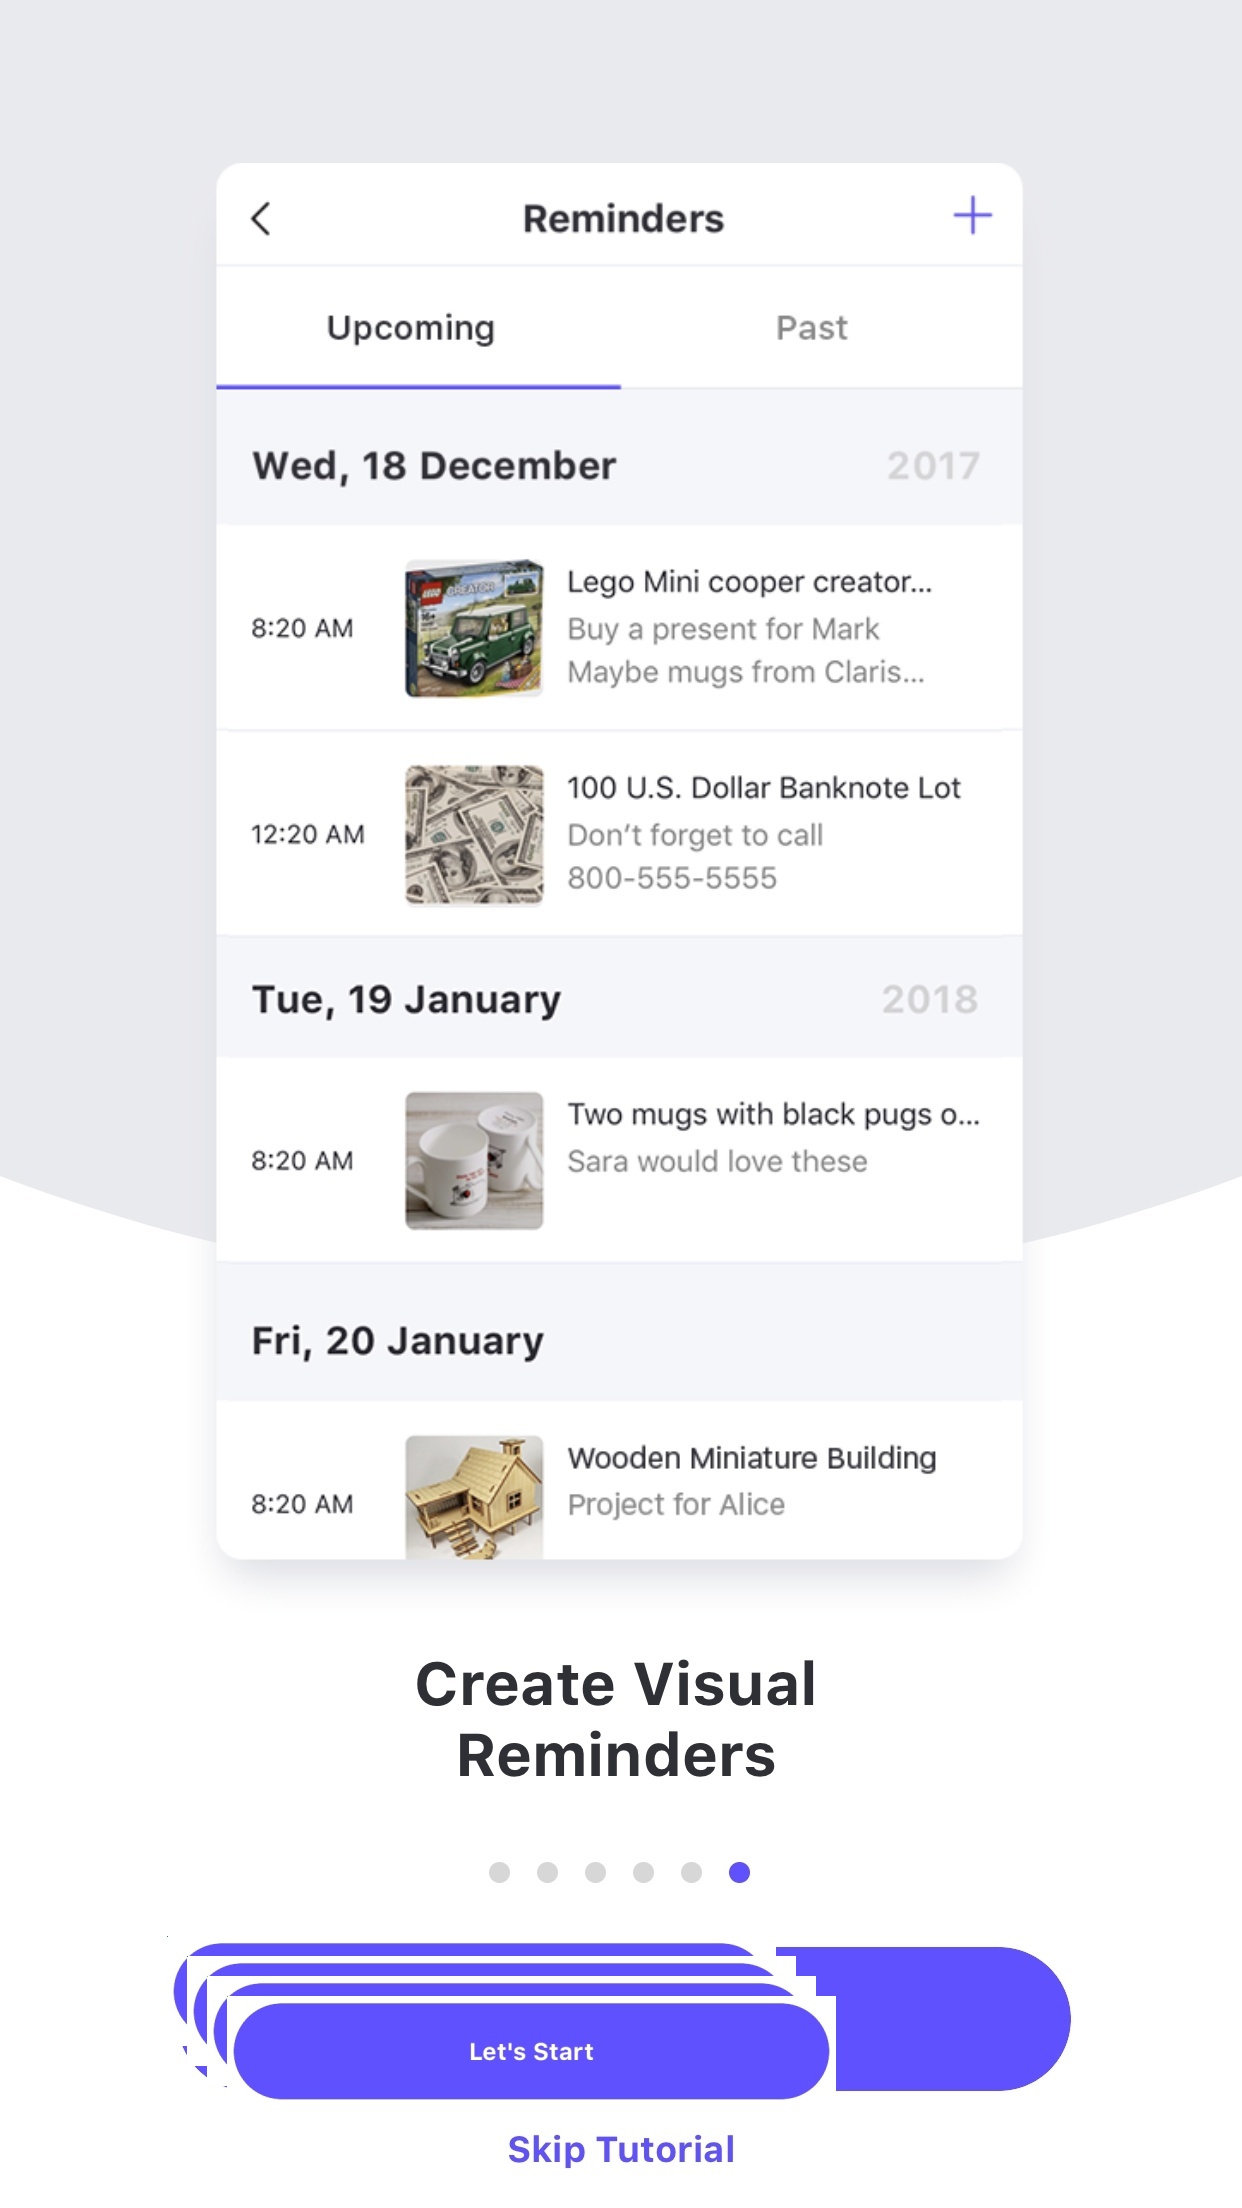 Reminders
Upcoming Past
Wed, 18 December 2017
8:20 AM
LEGO CREATOR
Lego Mini cooper creator...
Buy a present for Mark
Maybe mugs from Claris...
12:20 AM
100 U.S. Dollar Banknote Lot
Don’t forget to call
800-555-5555
Tue, 19 January 2018
8:20 AM
Two mugs with black pugs o...
Sara would love these
Fri, 20 January
8:20 AM
Wooden Miniature Building
Project for Alice
Create Visual
Reminders
Let's Start
Skip Tutorial